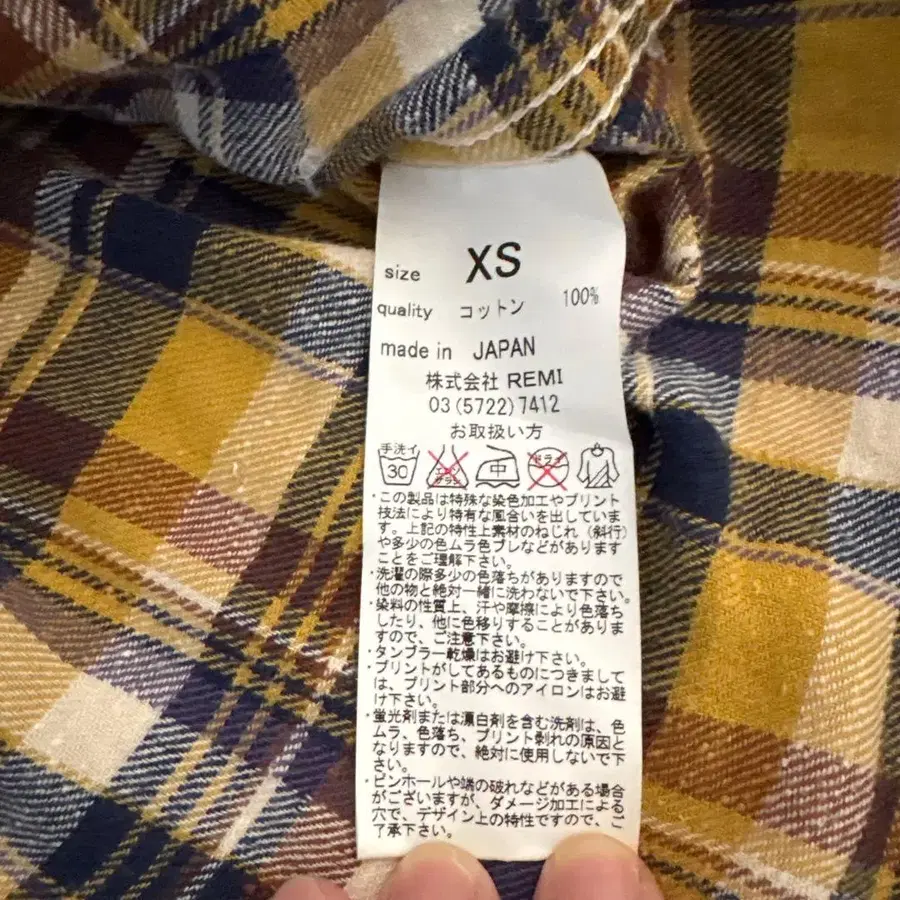 size XS
quality コットン 100%
made in JAPAN
株式会社 REMI
03(5722)7412
お取扱い方
手洗イ 30 エンソサラシ 中 ドライ
・この製品は特殊な染色加工やプリント
技法により特有な風合いを出していま
す。上記の特性上素材のねじれ（斜行）
や多少の色ムラ色ブレなどがあります
ことをご理解下さい。
・洗濯の際多少の色落ちがありますので
他の物と絶対一緒に洗わないで下さい。
・染料の性質上、汗や摩擦により色落ち
したり、他に色移りすることがありま
すので、ご注意下さい。
・タンブラー乾燥はお避け下さい。
・プリントがしてあるものにつきまして
は、プリント部分へのアイロンはお避
け下さい。
・蛍光剤または漂白剤を含む洗剤は、色
ムラ、色落ち、プリント剥れの原因と
なりますので、絶対に使用しないで下
さい。
・ピンホールや端の破れなどがある場合
がございますが、ダメージ加工による
穴で、デザイン上の特性ですので、ご
了承下さい。